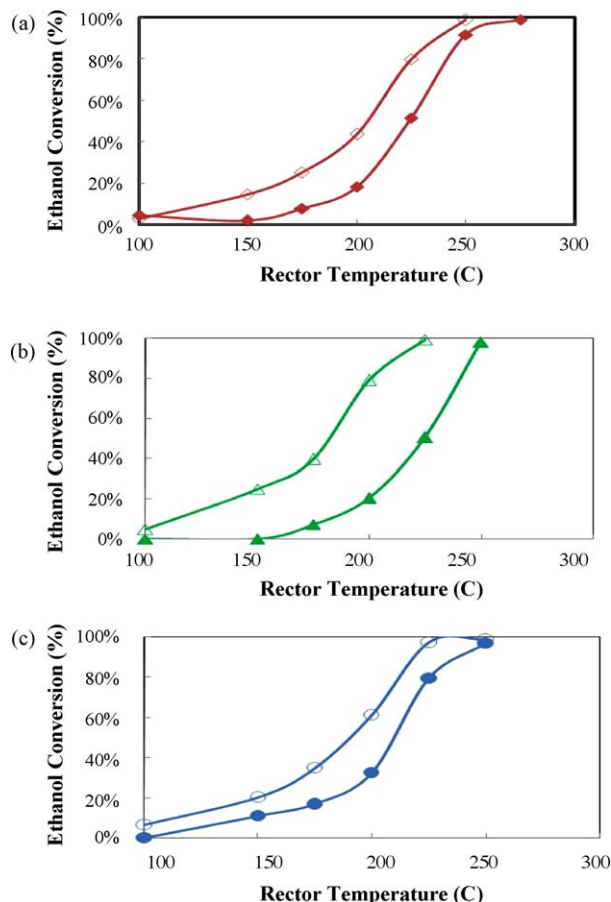 (a)
Ethanol Conversion (%)
100%
80%
60%
40%
20%
0%
100 150 200 250 300
Rector Temperature (C)
(b)
Ethanol Conversion (%)
100%
80%
60%
40%
20%
0%
100 150 200 250 300
Rector Temperature (C)
(c)
Ethanol Conversion (%)
100%
80%
60%
40%
20%
0%
100 150 200 250 300
Rector Temperature (C)